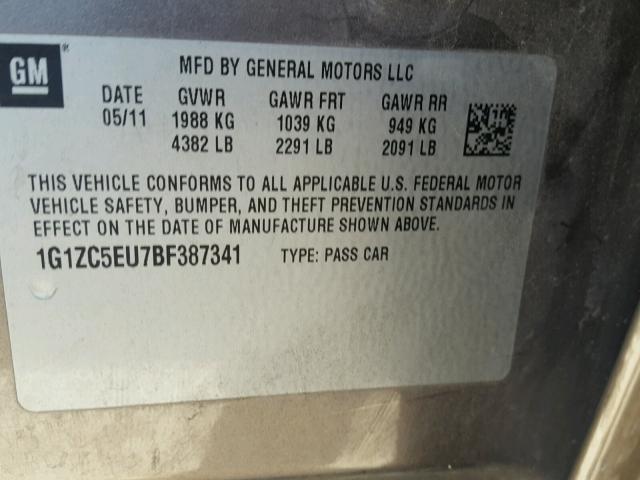 GM®
MFD BY GENERAL MOTORS LLC
DATE GVWR GAWR FRT GAWR RR
05/11 1988 KG 1039 KG 949 KG
4382 LB 2291 LB 2091 LB
THIS VEHICLE CONFORMS TO ALL APPLICABLE U.S. FEDERAL MOTOR
VEHICLE SAFETY, BUMPER, AND THEFT PREVENTION STANDARDS IN
EFFECT ON THE DATE OF MANUFACTURE SHOWN ABOVE.
1G1ZC5EU7BF387341 TYPE: PASS CAR